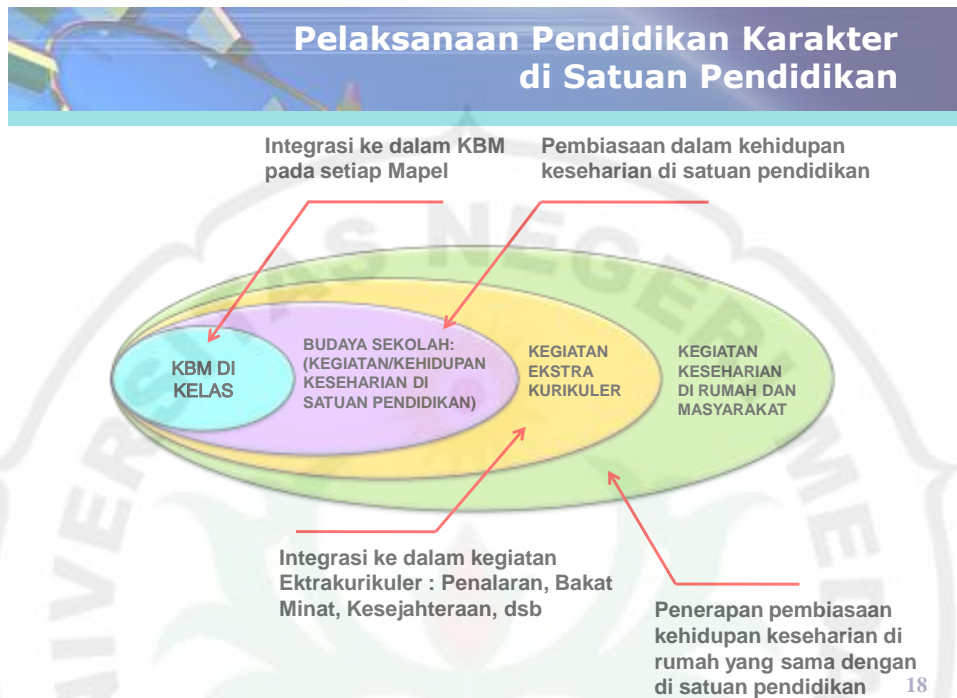 Pelaksanaan Pendidikan Karakter
di Satuan Pendidikan
Integrasi ke dalam KBM
pada setiap Mapel
Pembiasaan dalam kehidupan
keseharian di satuan pendidikan
KBM DI
KELAS
BUDAYA SEKOLAH:
(KEGIATAN/KEHIDUPAN
KESEHARIAN DI
SATUAN PENDIDIKAN)
KEGIATAN
EKSTRA
KURIKULER
KEGIATAN
KESEHARIAN
DI RUMAH DAN
MASYARAKAT
Integrasi ke dalam kegiatan
Ektrakurikuler : Penalaran, Bakat
Minat, Kesejahteraan, dsb
Penerapan pembiasaan
kehidupan keseharian di
rumah yang sama dengan
di satuan pendidikan
18